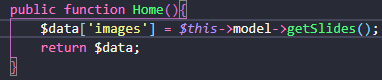 public function Home(){
    $data['images'] = $this->model->getSlides();
    return $data;
}